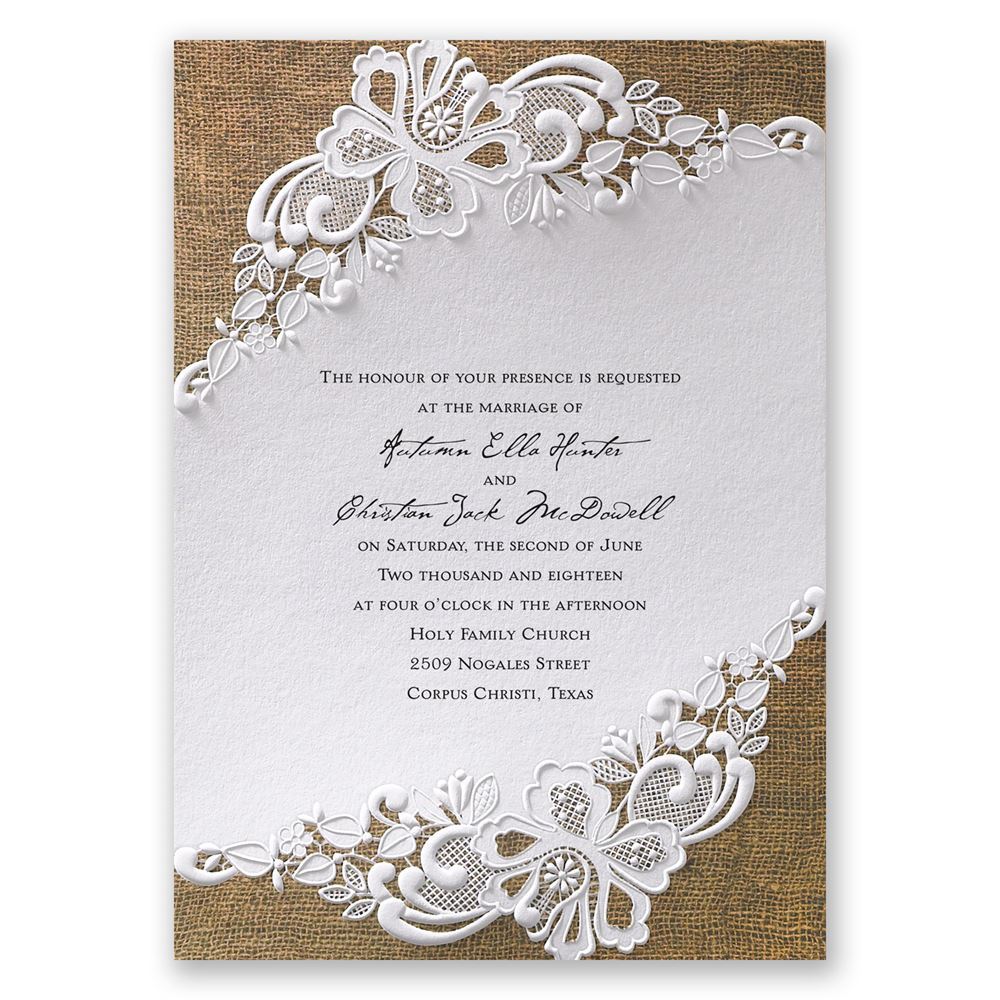 The honour of your presence is requested
at the marriage of
Autumn Ella Hunter
and
Christian Jack McDowell
on Saturday, the second of June
Two thousand and eighteen
at four o'clock in the afternoon
Holy Family Church
2509 Nogales Street
Corpus Christi, Texas